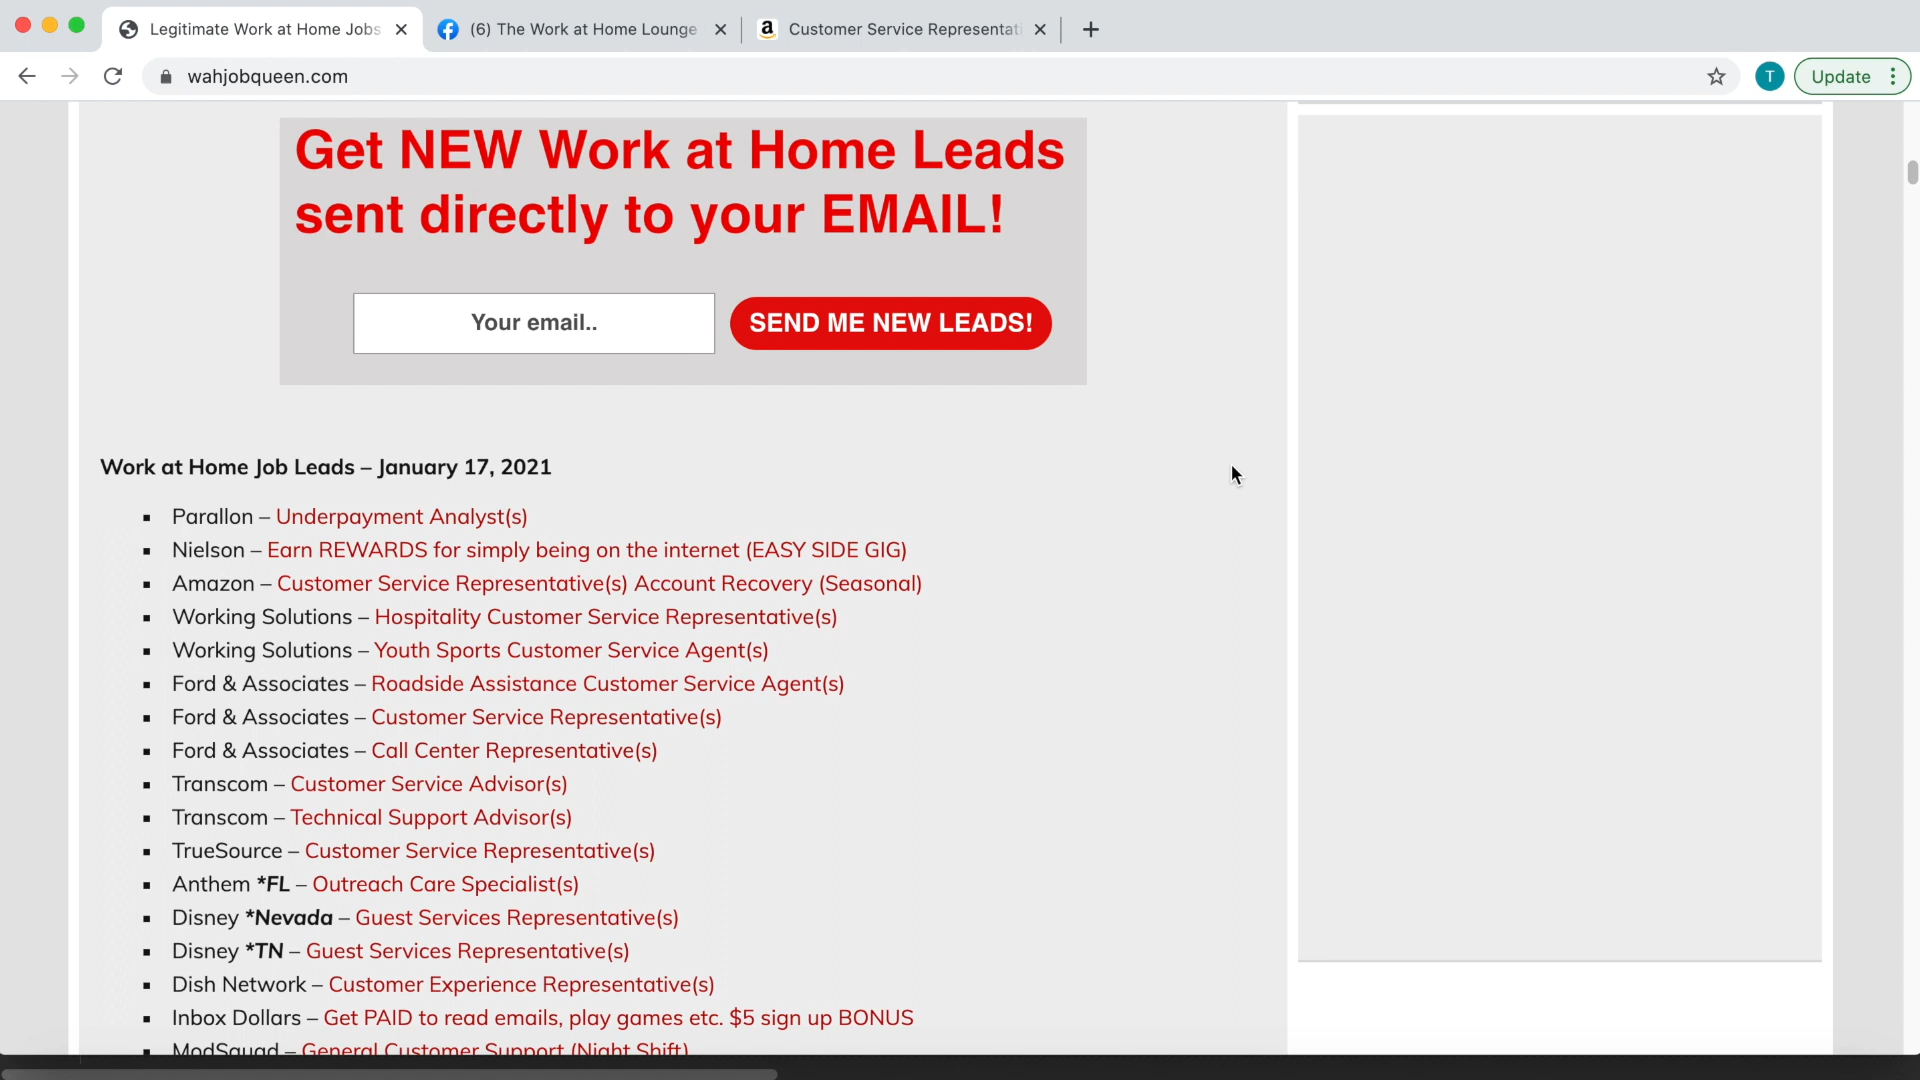 Legitimate Work at Home Jobs
(6) The Work at Home Lounge
a
Customer Service Representati
wahjobqueen.com
T
Update
Get NEW Work at Home Leads
sent directly to your EMAIL!
Your email..
SEND ME NEW LEADS!
Work at Home Job Leads – January 17, 2021
Parallon – Underpayment Analyst(s)
Nielson – Earn REWARDS for simply being on the internet (EASY SIDE GIG)
Amazon – Customer Service Representative(s) Account Recovery (Seasonal)
Working Solutions – Hospitality Customer Service Representative(s)
Working Solutions – Youth Sports Customer Service Agent(s)
Ford & Associates – Roadside Assistance Customer Service Agent(s)
Ford & Associates – Customer Service Representative(s)
Ford & Associates – Call Center Representative(s)
Transcom – Customer Service Advisor(s)
Transcom – Technical Support Advisor(s)
TrueSource – Customer Service Representative(s)
Anthem *FL – Outreach Care Specialist(s)
Disney *Nevada – Guest Services Representative(s)
Disney *TN – Guest Services Representative(s)
Dish Network – Customer Experience Representative(s)
Inbox Dollars – Get PAID to read emails, play games etc. $5 sign up BONUS
ModSquad – General Customer Support (Night Shift)